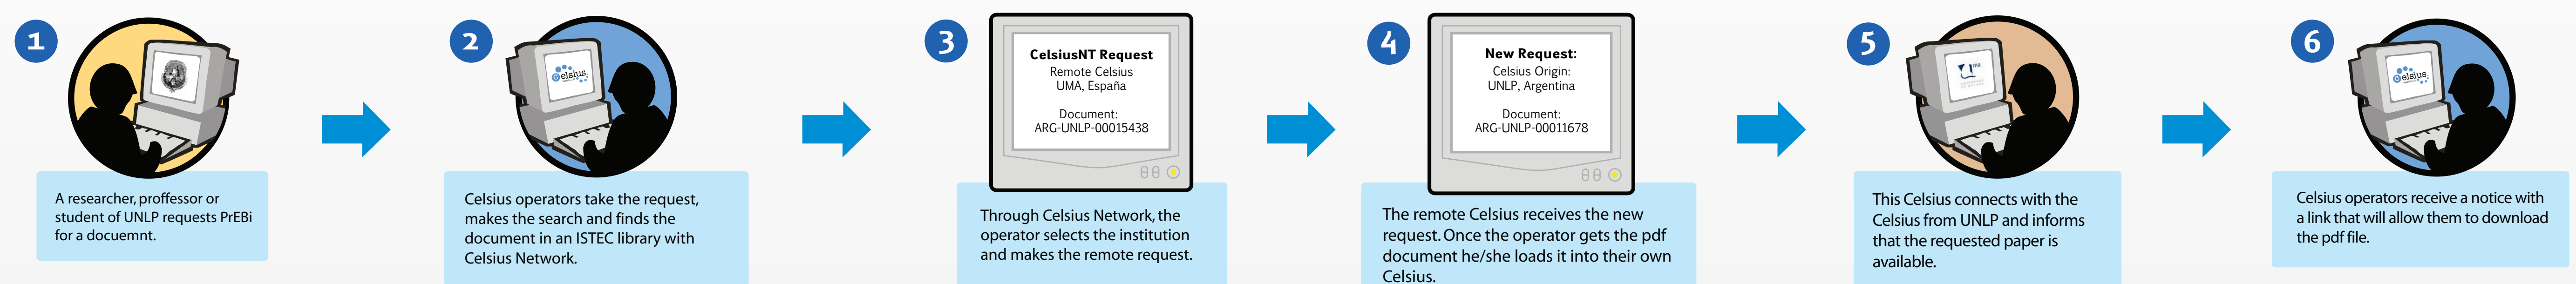 1
A researcher, proffessor or
student of UNLP requests PrEBi
for a docuemnt.
2
Celsius
Celsius operators take the request,
makes the search and finds the
document in an ISTEC library with
Celsius Network.
3
CelsiusNT Request
Remote Celsius
UMA, España
Document:
ARG-UNLP-00015438
Through Celsius Network, the
operator selects the institution
and makes the remote request.
4
New Request:
Celsius Origin:
UNLP, Argentina
Document:
ARG-UNLP-00011678
The remote Celsius receives the new
request. Once the operator gets the pdf
document he/she loads it into their own
Celsius.
5
uma
This Celsius connects with the
Celsius from UNLP and informs
that the requested paper is
available.
6
Celsius
Celsius operators receive a notice with
a link that will allow them to download
the pdf file.